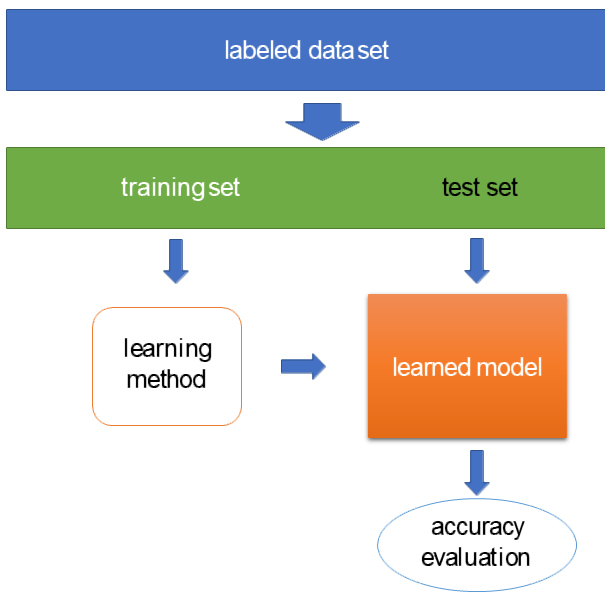 labeled data set
training set
test set
learning
method
learned model
accuracy
evaluation